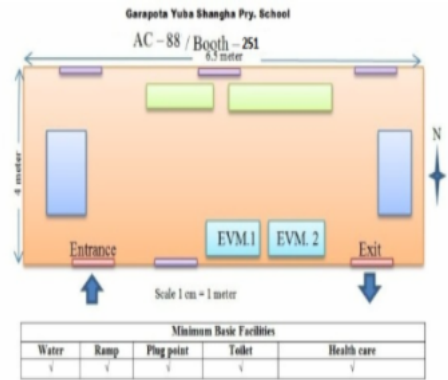 Garapota Yuba Shangha Pry. School
AC – 88 / Booth – 251
6.5 meter
4 meter
N
EVM.1 EVM. 2
Entrance Exit
Scale 1 cm = 1 meter
Minimum Basic Facilities
Water Ramp Plug point Toilet Health care
√ √ √ √ √